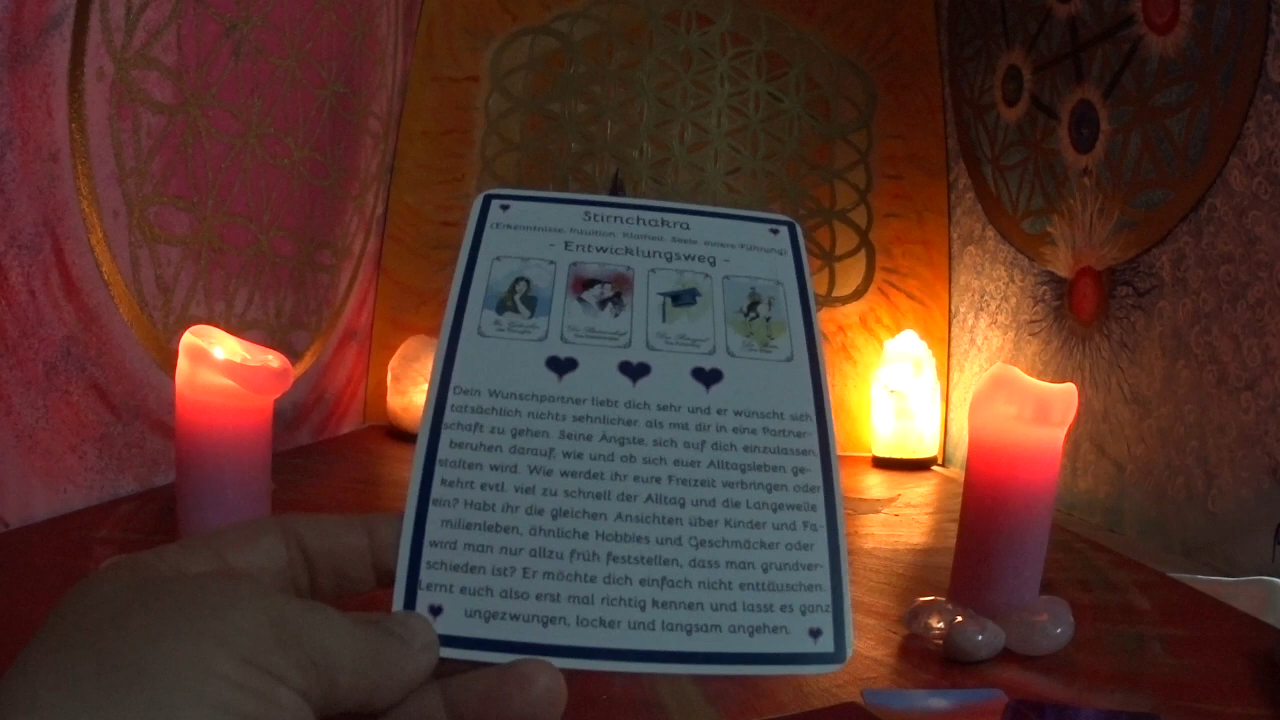 Stirnchakra
(Erkenntnisse, Intuition, Klarheit, Seele, innere Führung)
- Entwicklungsweg -
Dein Wunschpartner liebt dich sehr und er wünscht sich
tatsächlich nichts sehnlicher, als mit dir in eine Partner-
schaft zu gehen. Seine Ängste, sich auf dich einzulassen,
beruhen darauf, wie und ob sich euer Alltagsleben ge-
stalten wird. Wie werdet ihr eure Freizeit verbringen oder
kehrt evtl. viel zu schnell der Alltag und die Langeweile
ein? Habt ihr die gleichen Ansichten über Kinder und Fa-
milienleben, ähnliche Hobbies und Geschmäcker oder
wird man nur allzu früh feststellen, dass man grundver-
schieden ist? Er möchte dich einfach nicht enttäuschen.
Lernt euch also erst mal richtig kennen und lasst es ganz
ungezwungen, locker und langsam angehen.